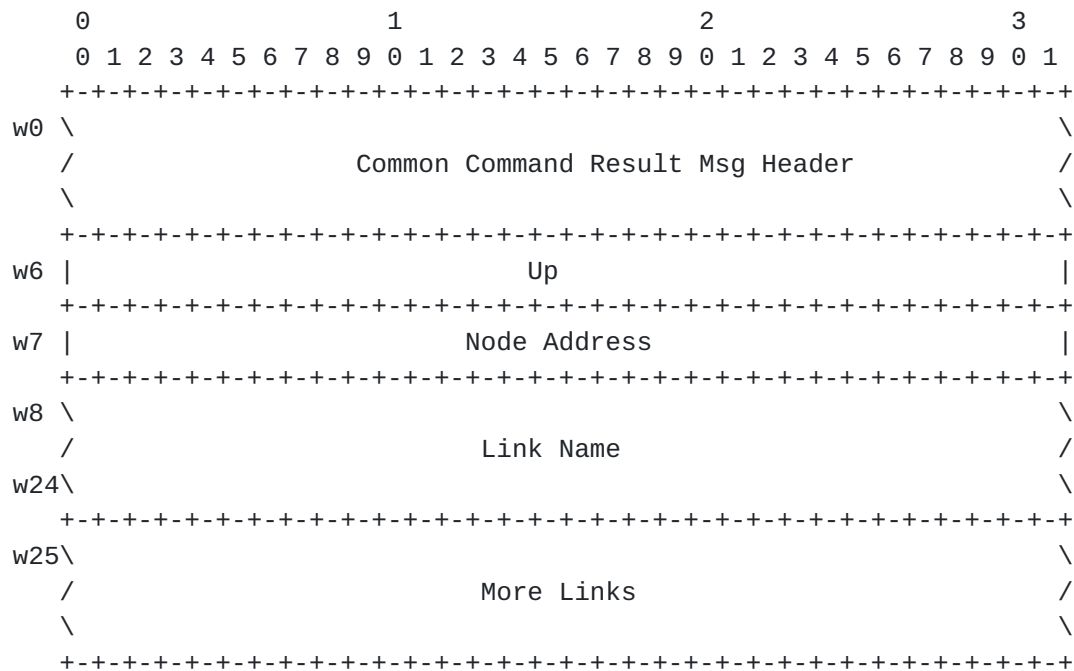 0                   1                   2                   3
 0 1 2 3 4 5 6 7 8 9 0 1 2 3 4 5 6 7 8 9 0 1 2 3 4 5 6 7 8 9 0 1
+-+-+-+-+-+-+-+-+-+-+-+-+-+-+-+-+-+-+-+-+-+-+-+-+-+-+-+-+-+-+-+-+
w0 \                                                               \
/                  Common Command Result Msg Header             /
\                                                               \
+-+-+-+-+-+-+-+-+-+-+-+-+-+-+-+-+-+-+-+-+-+-+-+-+-+-+-+-+-+-+-+-+
w6 |                             Up                                |
+-+-+-+-+-+-+-+-+-+-+-+-+-+-+-+-+-+-+-+-+-+-+-+-+-+-+-+-+-+-+-+-+
w7 |                         Node Address                          |
+-+-+-+-+-+-+-+-+-+-+-+-+-+-+-+-+-+-+-+-+-+-+-+-+-+-+-+-+-+-+-+-+
w8 \                                                               \
/                          Link Name                            /
w24\                                                               \
+-+-+-+-+-+-+-+-+-+-+-+-+-+-+-+-+-+-+-+-+-+-+-+-+-+-+-+-+-+-+-+-+
w25\                                                               \
/                          More Links                           /
\                                                               \
+-+-+-+-+-+-+-+-+-+-+-+-+-+-+-+-+-+-+-+-+-+-+-+-+-+-+-+-+-+-+-+-+